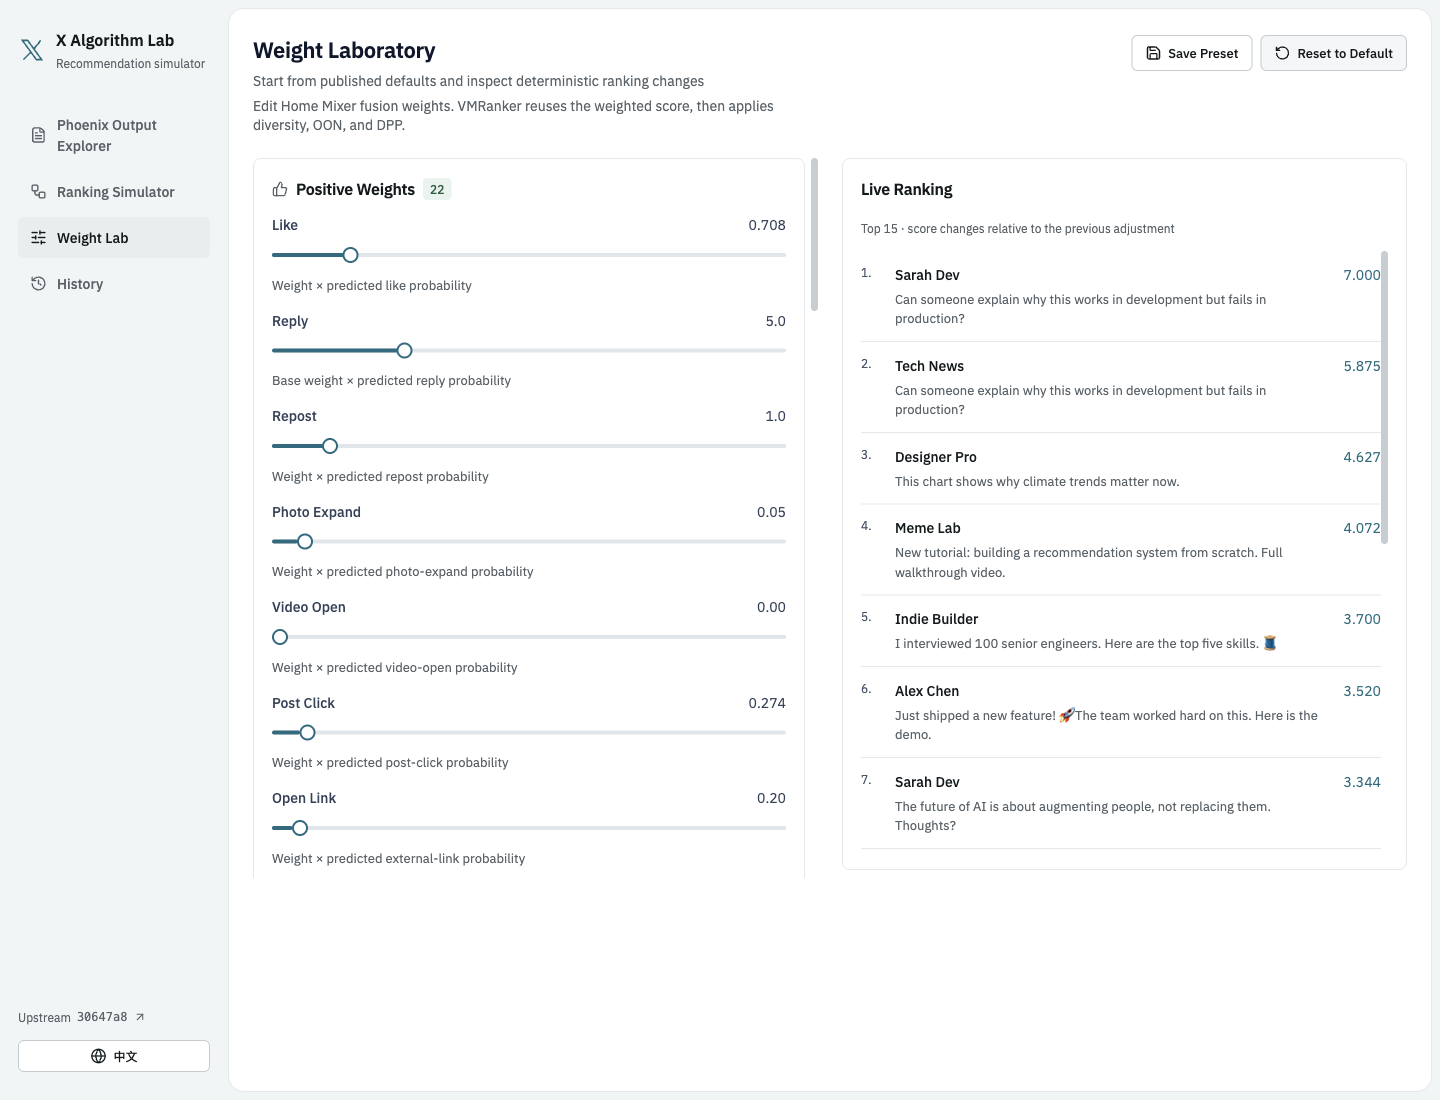 X Algorithm Lab
Recommendation simulator
Phoenix Output
Explorer
Ranking Simulator
Weight Lab
History
Upstream 30647a8
中文
Weight Laboratory
Start from published defaults and inspect deterministic ranking changes
Edit Home Mixer fusion weights. VMRanker reuses the weighted score, then applies
diversity, OON, and DPP.
Save Preset
Reset to Default
Positive Weights 22
Like 0.708
Weight × predicted like probability
Reply 5.0
Base weight × predicted reply probability
Repost 1.0
Weight × predicted repost probability
Photo Expand 0.05
Weight × predicted photo-expand probability
Video Open 0.00
Weight × predicted video-open probability
Post Click 0.274
Weight × predicted post-click probability
Open Link 0.20
Weight × predicted external-link probability
Live Ranking
Top 15 · score changes relative to the previous adjustment
1. Sarah Dev 7.000
Can someone explain why this works in development but fails in
production?
2. Tech News 5.875
Can someone explain why this works in development but fails in
production?
3. Designer Pro 4.627
This chart shows why climate trends matter now.
4. Meme Lab 4.072
New tutorial: building a recommendation system from scratch. Full
walkthrough video.
5. Indie Builder 3.700
I interviewed 100 senior engineers. Here are the top five skills. 🧵
6. Alex Chen 3.520
Just shipped a new feature! 🚀The team worked hard on this. Here is the
demo.
7. Sarah Dev 3.344
The future of AI is about augmenting people, not replacing them.
Thoughts?